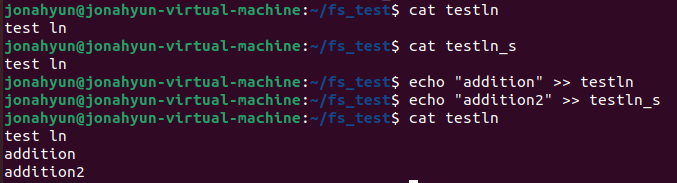 jonahyun@jonahyun-virtual-machine:~/fs_test$ cat testln
test ln
jonahyun@jonahyun-virtual-machine:~/fs_test$ cat testln_s
test ln
jonahyun@jonahyun-virtual-machine:~/fs_test$ echo "addition" >> testln
jonahyun@jonahyun-virtual-machine:~/fs_test$ echo "addition2" >> testln_s
jonahyun@jonahyun-virtual-machine:~/fs_test$ cat testln
test ln
addition
addition2